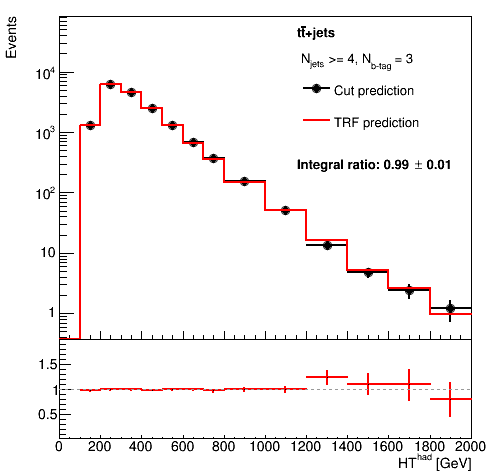 Events
tt̄+jets
N_jets >= 4, N_b-tag = 3
Cut prediction
TRF prediction
Integral ratio: 0.99 ± 0.01
10^4
10^3
10^2
10
1
1.5
1
0.5
0 200 400 600 800 1000 1200 1400 1600 1800 2000
HT^had [GeV]